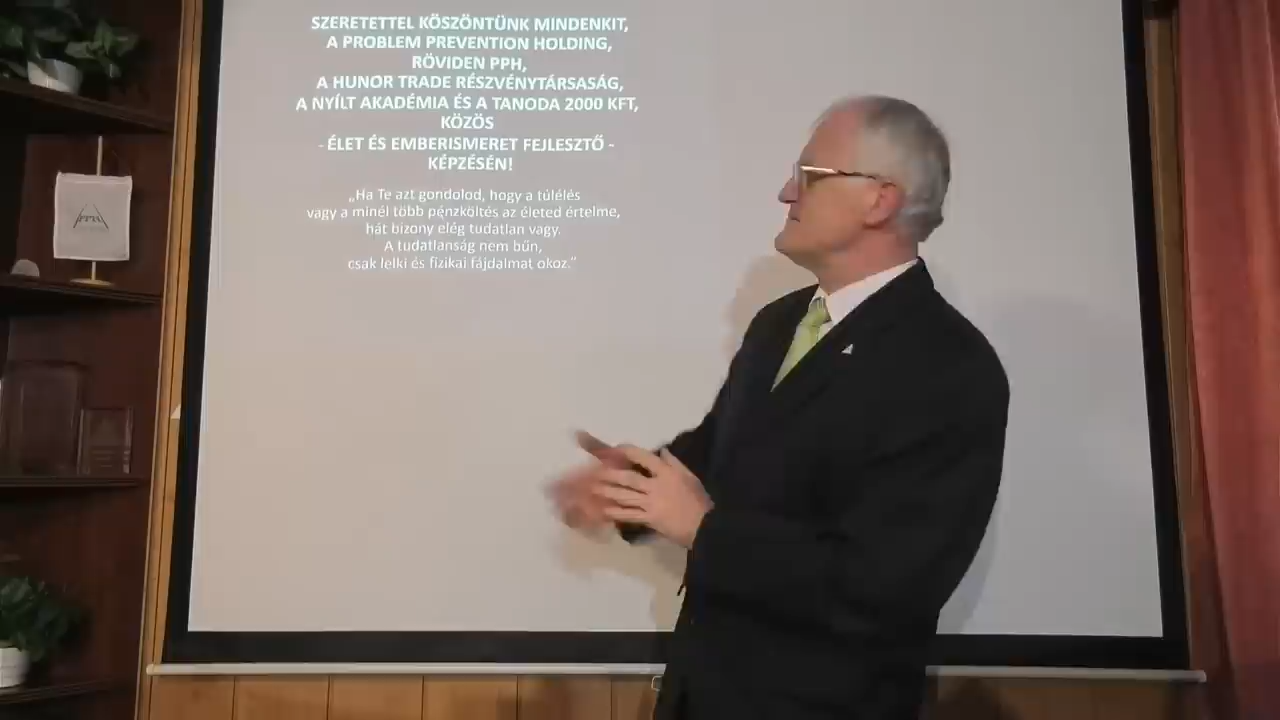 SZERETETTEL KÖSZÖNTÜNK MINDENKIT,
A PROBLEM PREVENTION HOLDING,
RÖVIDEN PPH,
A HUNOR TRADE RÉSZVÉNYTÁRSASÁG,
A NYÍLT AKADÉMIA ÉS A TANODA 2000 KFT,
KÖZÖS
- ÉLET ÉS EMBERISMERET FEJLESZTŐ -
KÉPZÉSÉN!
„Ha Te azt gondolod, hogy a túlélés
vagy a minél több pénzköltés az életed értelme,
hát bizony elég tudatlan vagy.
A tudatlanság nem bűn,
csak lelki és fizikai fájdalmat okoz.”